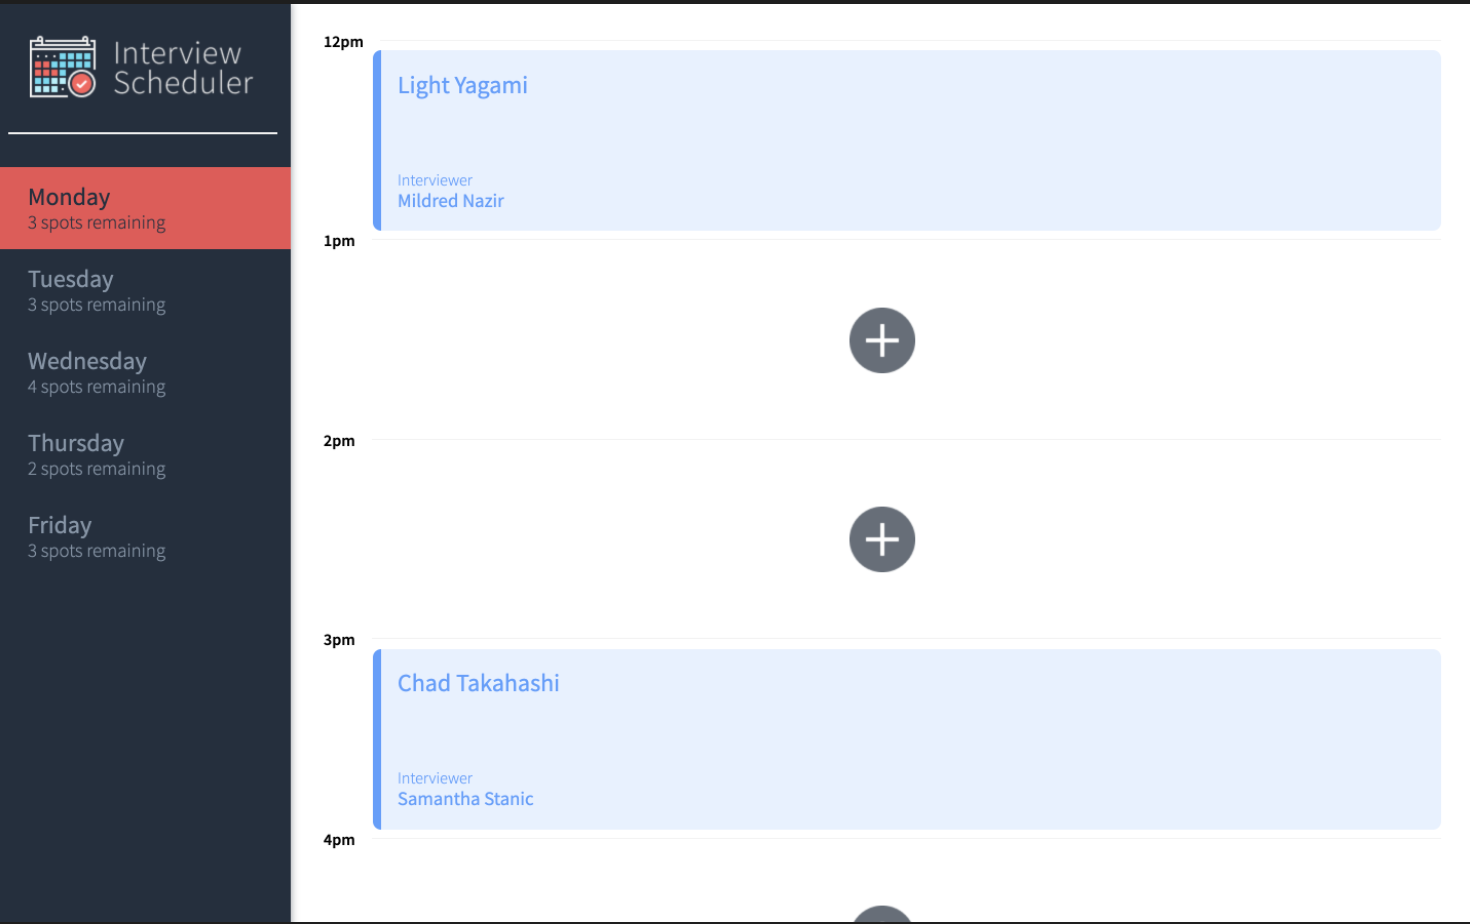 Interview
Scheduler
Monday
3 spots remaining
Tuesday
3 spots remaining
Wednesday
4 spots remaining
Thursday
2 spots remaining
Friday
3 spots remaining
12pm
Light Yagami
Interviewer
Mildred Nazir
1pm
2pm
3pm
Chad Takahashi
Interviewer
Samantha Stanic
4pm